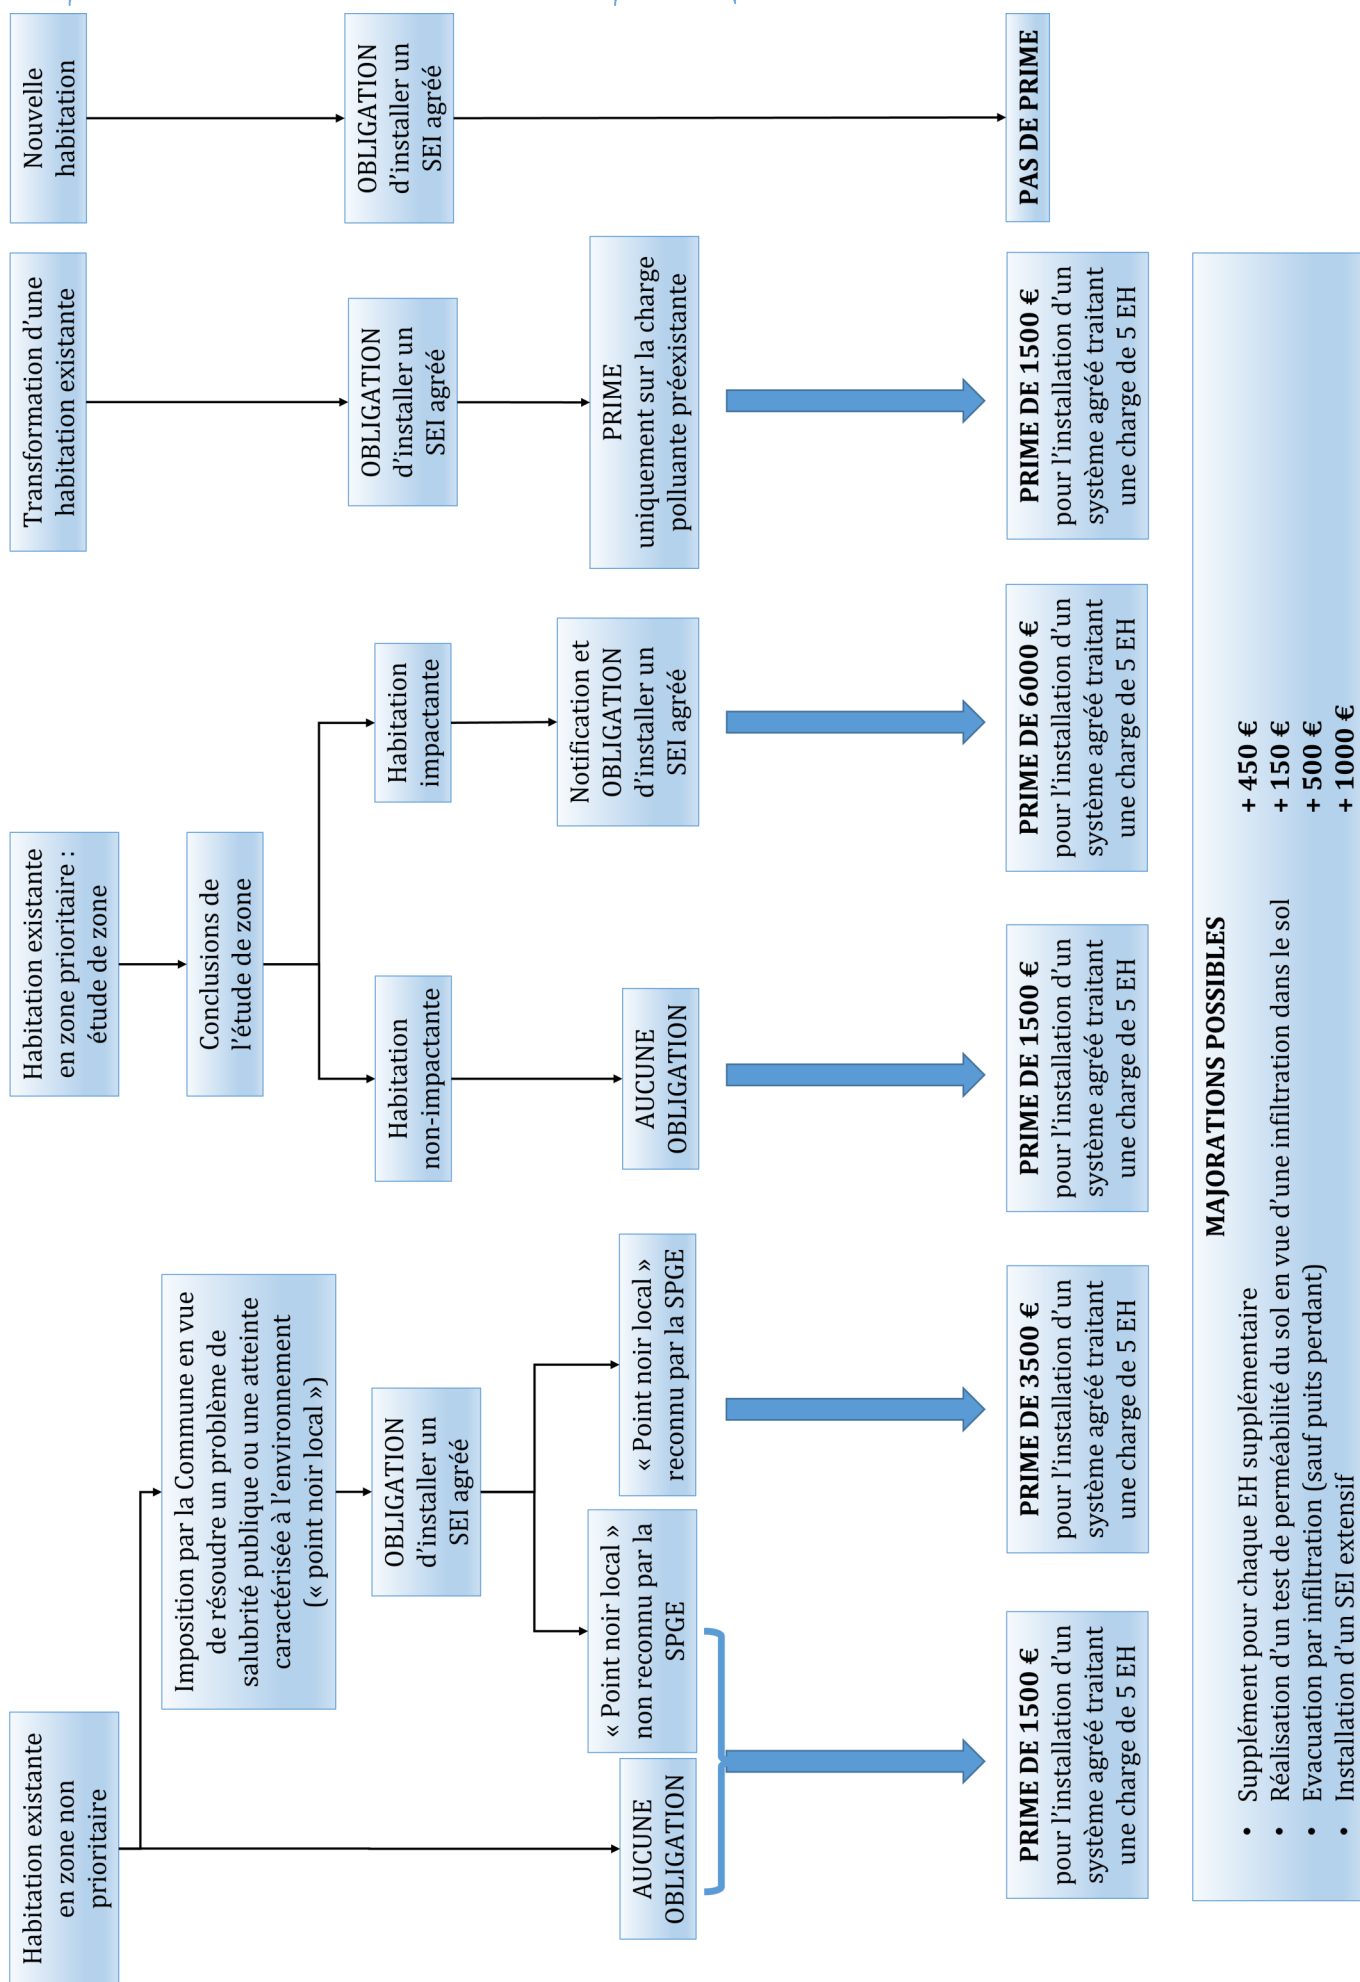 Habitation existante
en zone non
prioritaire
Habitation existante
en zone prioritaire :
étude de zone
Transformation d'une
habitation existante
Nouvelle
habitation
Imposition par la Commune en vue
de résoudre un problème de
salubrité publique ou une atteinte
caractérisée à l'environnement
(« point noir local »)
Conclusions de
l'étude de zone
OBLIGATION
d'installer un
SEI agréé
Habitation
non-impactante
Habitation
impactante
OBLIGATION
d'installer un
SEI agréé
OBLIGATION
d'installer un
SEI agréé
AUCUNE
OBLIGATION
« Point noir local »
non reconnu par la
SPGE
« Point noir local »
reconnu par la SPGE
AUCUNE
OBLIGATION
Notification et
OBLIGATION
d'installer un
SEI agréé
PRIME
uniquement sur la charge
polluante préexistante
PRIME DE 1500 €
pour l'installation d'un
système agréé traitant
une charge de 5 EH
PRIME DE 3500 €
pour l'installation d'un
système agréé traitant
une charge de 5 EH
PRIME DE 1500 €
pour l'installation d'un
système agréé traitant
une charge de 5 EH
PRIME DE 6000 €
pour l'installation d'un
système agréé traitant
une charge de 5 EH
PRIME DE 1500 €
pour l'installation d'un
système agréé traitant
une charge de 5 EH
PAS DE PRIME
MAJORATIONS POSSIBLES
• Supplément pour chaque EH supplémentaire + 450 €
• Réalisation d'un test de perméabilité du sol en vue d'une infiltration dans le sol + 150 €
• Evacuation par infiltration (sauf puits perdant) + 500 €
• Installation d'un SEI extensif + 1000 €